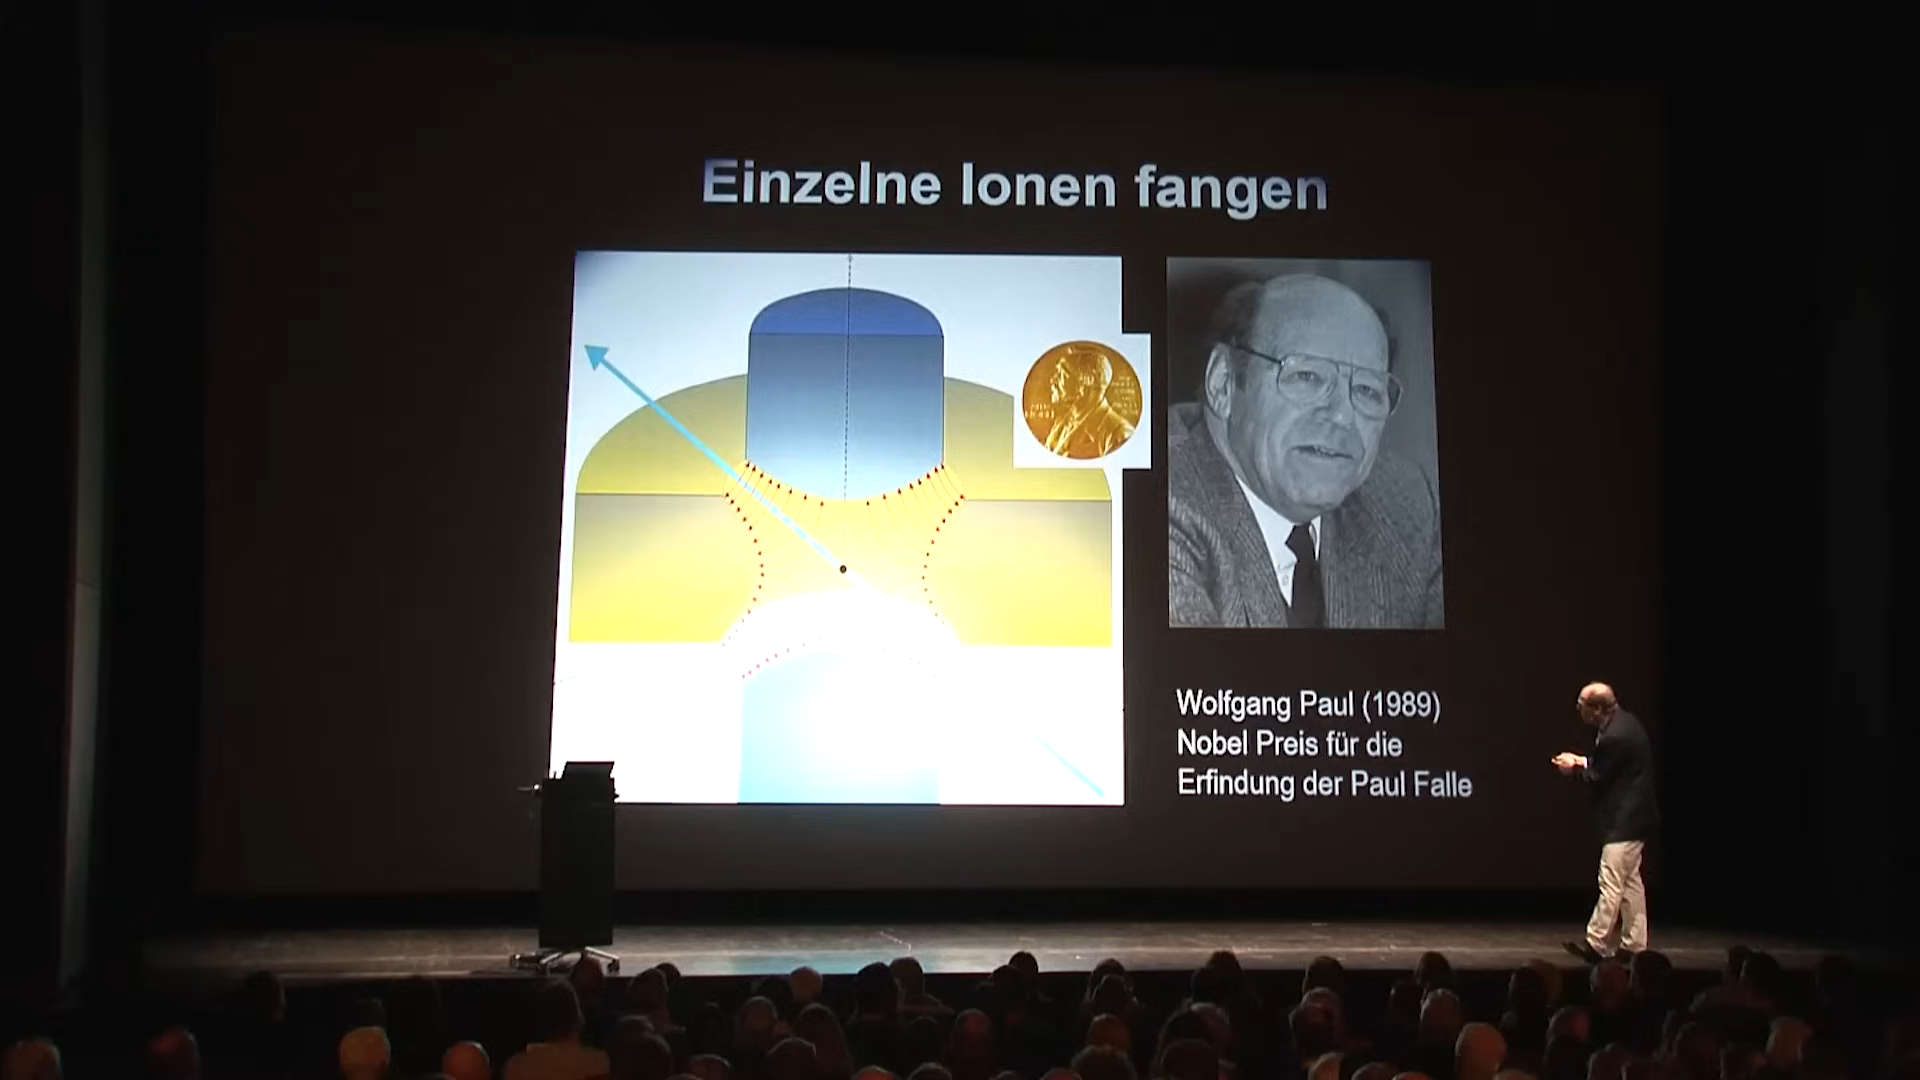 Einzelne Ionen fangen
Wolfgang Paul (1989)
Nobel Preis für die
Erfindung der Paul Falle